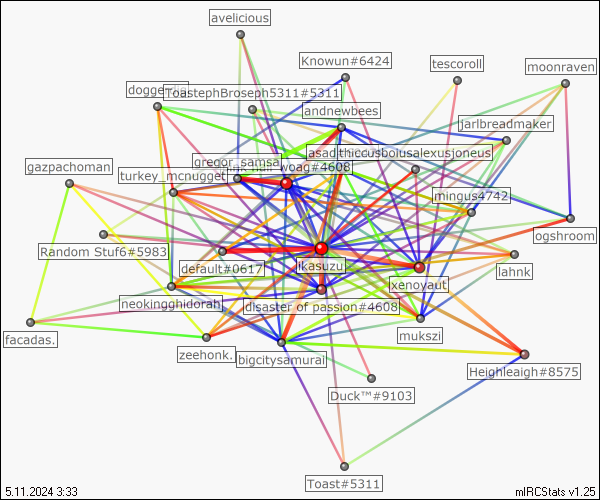 avelicious
Knowun#6424
tescoroll
moonraven
ToastephBroseph5311#5311
andnewbees
jarlbreadmaker
gregor_samsa
woag#4608
thiccusboiusalexusjoneus
gazpachoman
turkey_mcnugget
mingus4742
ogshroom
Random Stuf6#5983
default#0617
ikasuzu
lahnk
xenoyaut
neokingghidorah
disaster of passion#4608
mukszi
facadas.
zeehonk.
bigcitysamurai
Heighleaigh#8575
Duck™#9103
Toast#5311
5.11.2024 3:33
mIRCStats v1.25